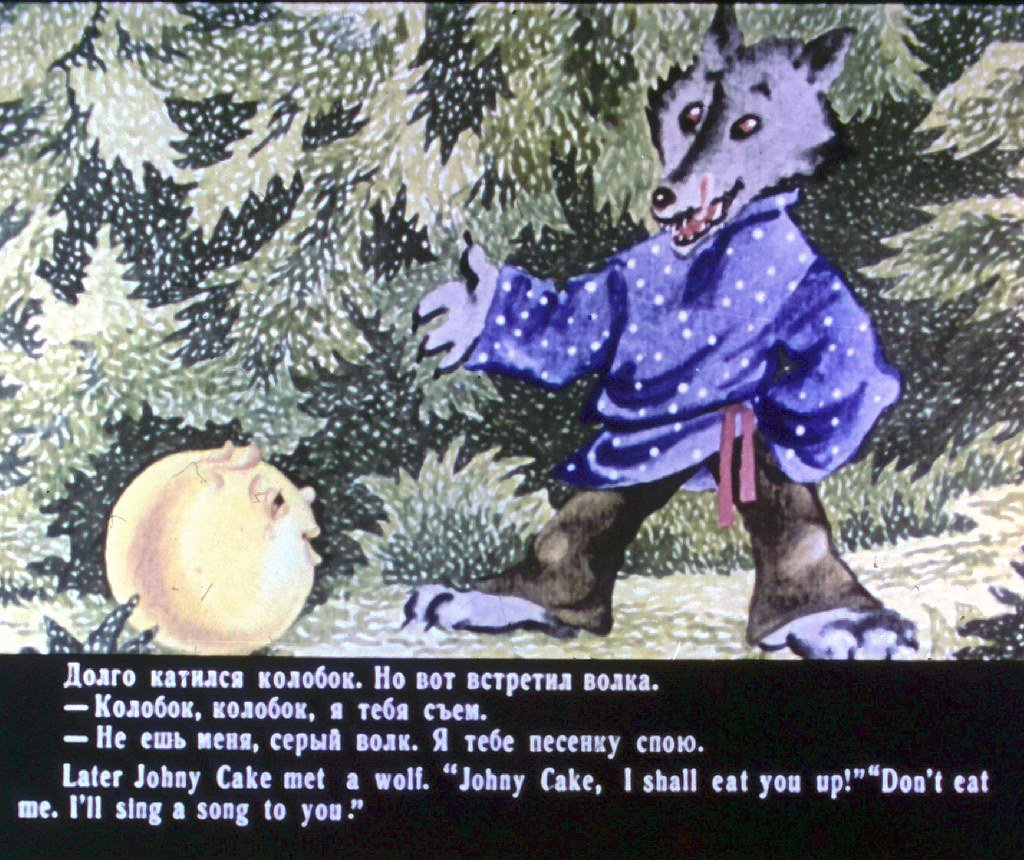 Долго катился колобок. Но вот встретил волка.
— Колобок, колобок, я тебя съем.
— Не ешь меня, серый волк. Я тебе песенку спою.
Later Johny Cake met a wolf. “Johny Cake, I shall eat you up!” “Don't eat
me. I'll sing a song to you.”